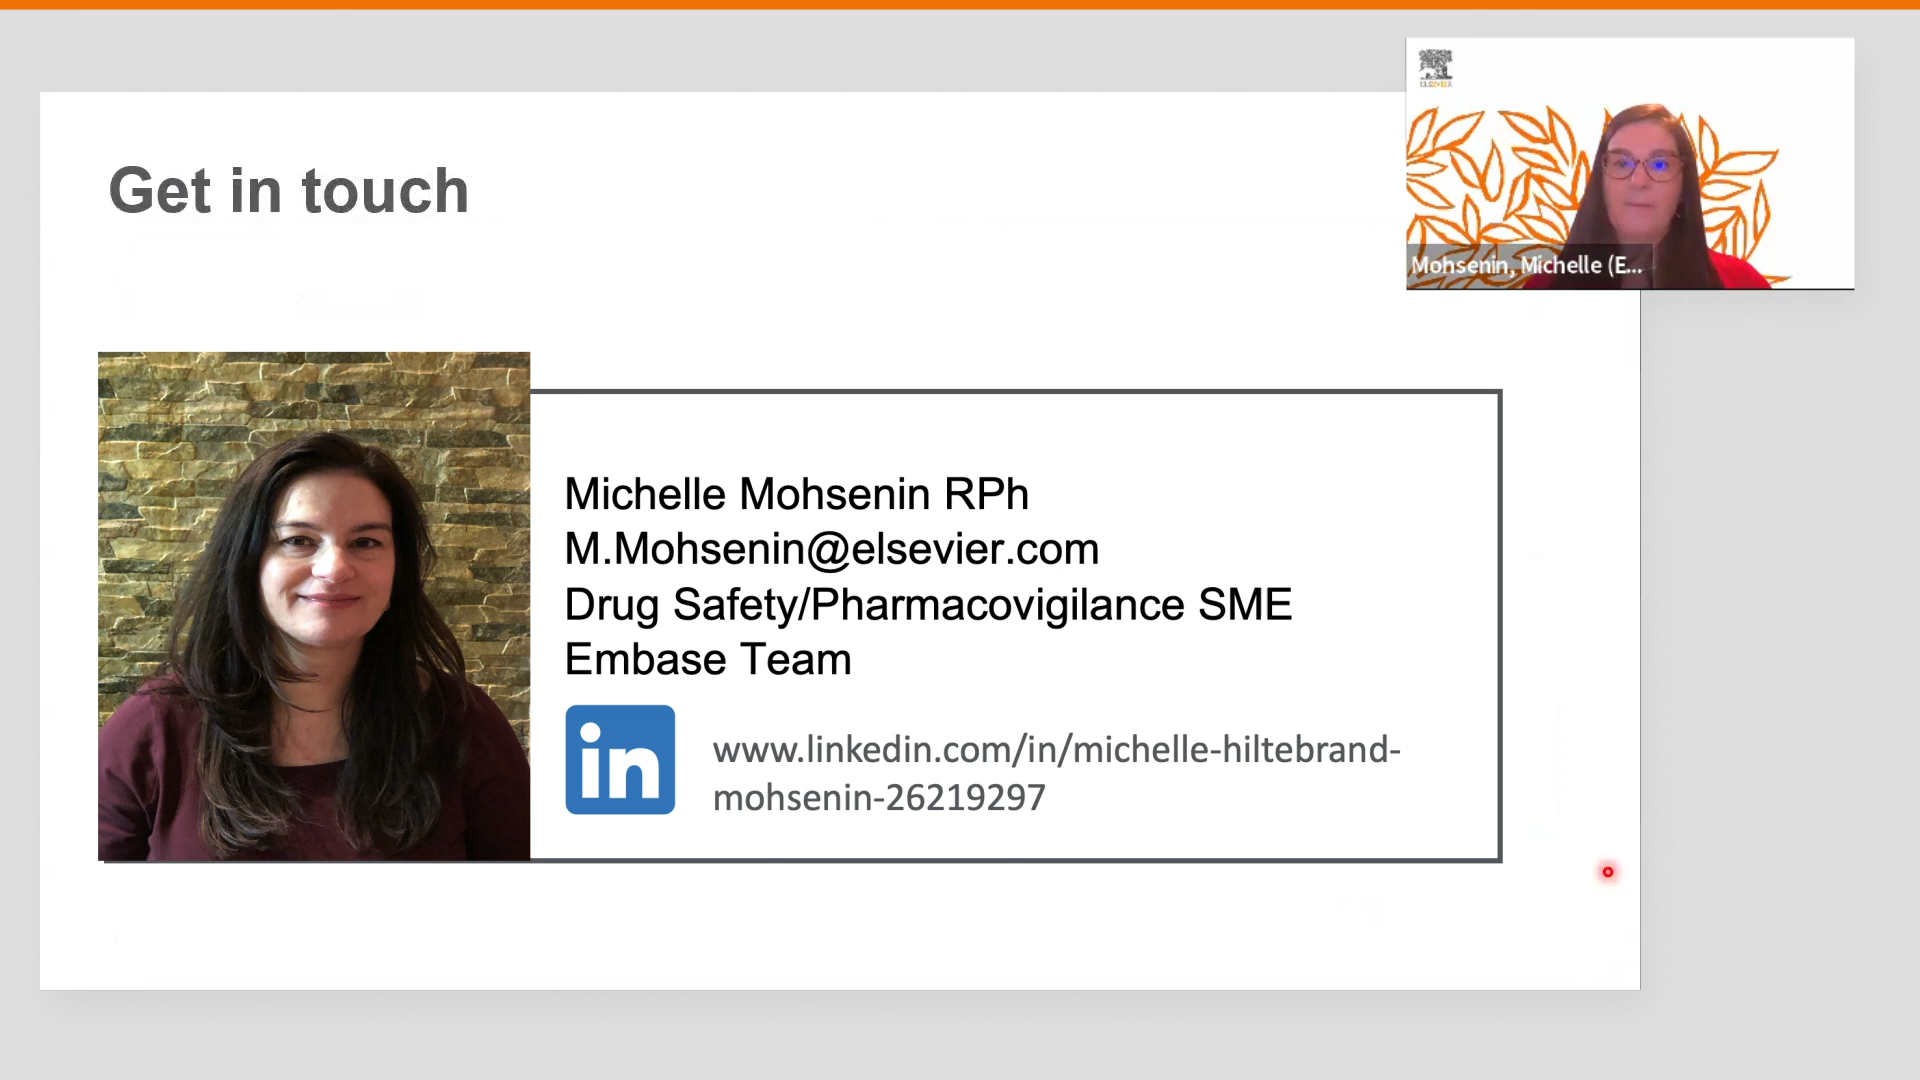 Get in touch
ELSEVIER
Mohsenin, Michelle (E...
Michelle Mohsenin RPh
M.Mohsenin@elsevier.com
Drug Safety/Pharmacovigilance SME
Embase Team
in
www.linkedin.com/in/michelle-hiltebrand-
mohsenin-26219297